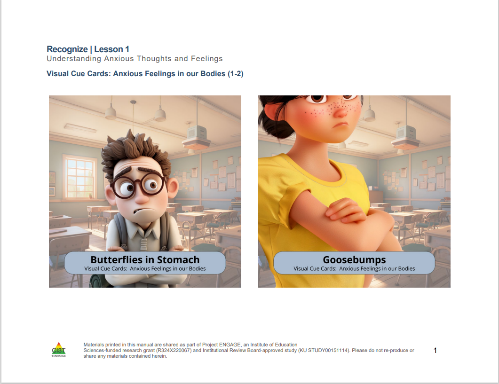 Recognize | Lesson 1
Understanding Anxious Thoughts and Feelings
Visual Cue Cards: Anxious Feelings in our Bodies (1-2)
Butterflies in Stomach
Visual Cue Cards: Anxious Feelings in our Bodies
Goosebumps
Visual Cue Cards: Anxious Feelings in our Bodies
Materials printed in this manual are shared as part of Project ENGAGE, an Institute of Education
Sciences-funded research grant (R324X220067) and Institutional Review Board-approved study (KU STUDY00151114). Please do not re-produce or
share any materials contained herein.
1